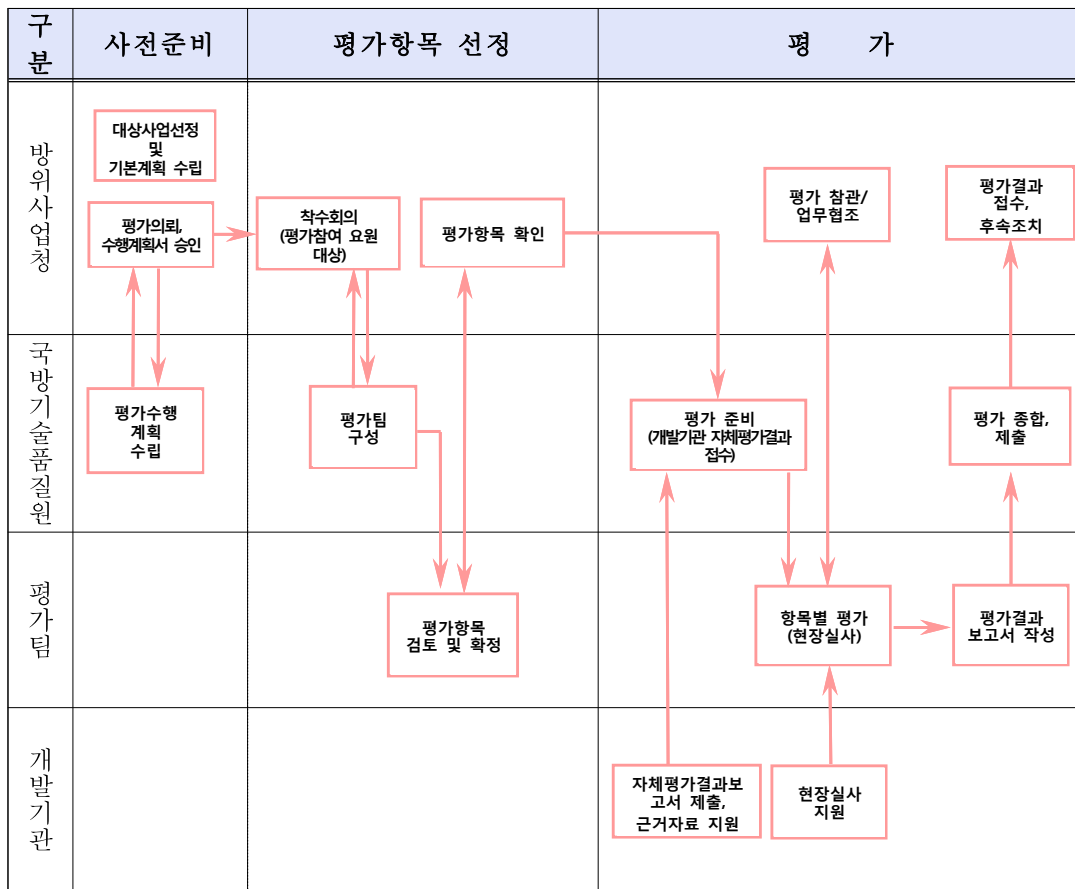 구
분
사전준비
평가항목 선정
평 가
방위사업청
대상사업선정
및
기본계획 수립
평가의뢰,
수행계획서 승인
착수회의
(평가참여 요원
대상)
평가항목 확인
평가 참관/
업무협조
평가결과
접수,
후속조치
국방기술품질원
평가수행
계획
수립
평가팀
구성
평가 준비
(개발기관 자체평가결과
접수)
평가 종합,
제출
평가팀
평가항목
검토 및 확정
항목별 평가
(현장실사)
평가결과
보고서 작성
개발기관
자체평가결과보
고서 제출,
근거자료 지원
현장실사
지원